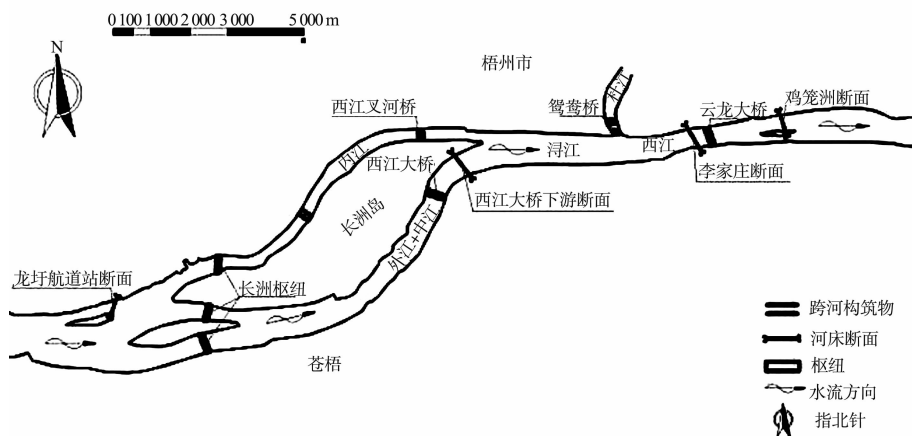 0 100 1 000 2 000 3 000 5 000 m
N
梧州市
西江叉河桥
鸳鸯桥
桂江
云龙大桥
鸡笼洲断面
内江
西江大桥
浔江
西江
李家庄断面
长洲岛
西江大桥下游断面
外江+中江
龙圩航道站断面
长洲枢纽
苍梧
跨河构筑物
河床断面
枢纽
水流方向
指北针